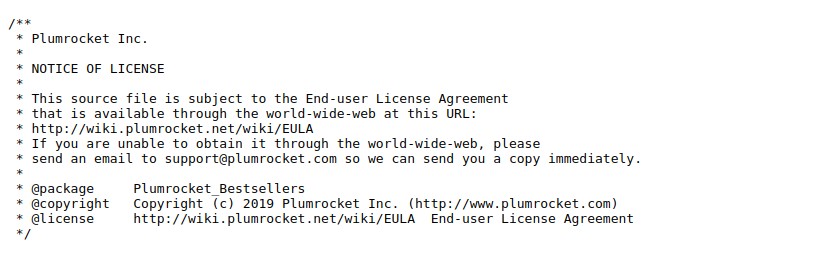 /**
 * Plumrocket Inc.
 *
 * NOTICE OF LICENSE
 *
 * This source file is subject to the End-user License Agreement
 * that is available through the world-wide-web at this URL:
 * http://wiki.plumrocket.net/wiki/EULA
 * If you are unable to obtain it through the world-wide-web, please
 * send an email to support@plumrocket.com so we can send you a copy immediately.
 *
 * @package     Plumrocket_Bestsellers
 * @copyright   Copyright (c) 2019 Plumrocket Inc. (http://www.plumrocket.com)
 * @license     http://wiki.plumrocket.net/wiki/EULA  End-user License Agreement
 */